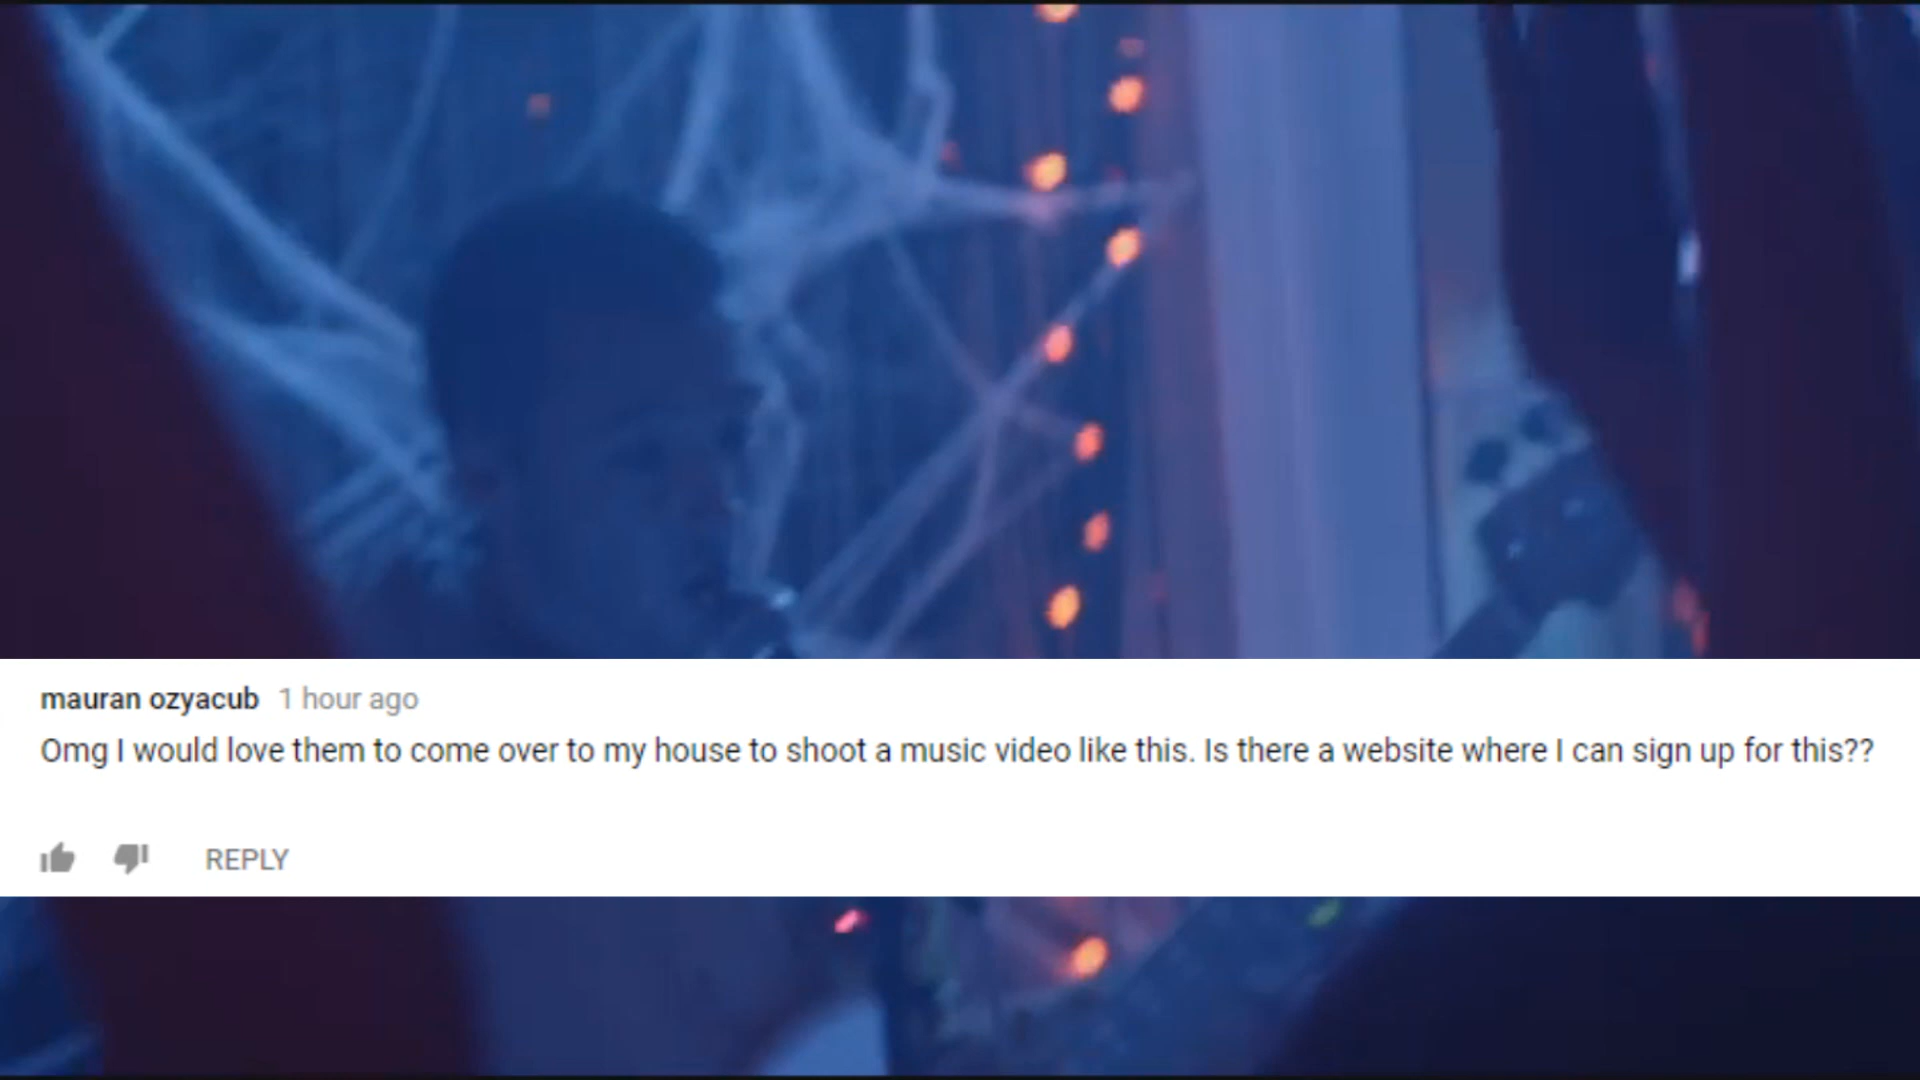 mauran ozyacub 1 hour ago
Omg I would love them to come over to my house to shoot a music video like this. Is there a website where I can sign up for this??
REPLY